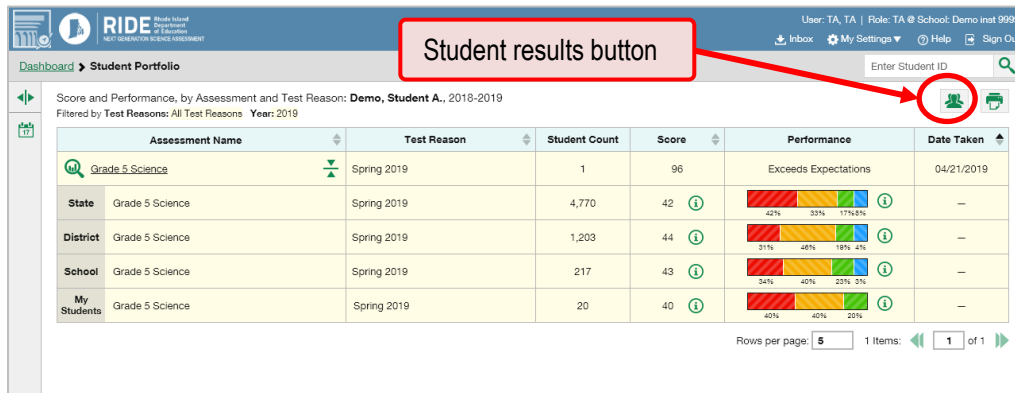 RIDE Rhode Island Department of Education
NEXT GENERATION SCIENCE ASSESSMENT
User: TA, TA | Role: TA @ School: Demo inst 999
Inbox My Settings ▼ Help Sign Ou
Student results button
Dashboard > Student Portfolio
Enter Student ID
Score and Performance, by Assessment and Test Reason: Demo, Student A., 2018-2019
Filtered by Test Reasons: All Test Reasons Year: 2019
17
Assessment Name Test Reason Student Count Score Performance Date Taken
Grade 5 Science Spring 2019 1 96 Exceeds Expectations 04/21/2019
State Grade 5 Science Spring 2019 4,770 42 –
42% 33% 17% 8%
District Grade 5 Science Spring 2019 1,203 44 –
31% 46% 18% 4%
School Grade 5 Science Spring 2019 217 43 –
34% 40% 23% 3%
My Students Grade 5 Science Spring 2019 20 40 –
40% 40% 20%
Rows per page: 5 1 Items: 1 of 1